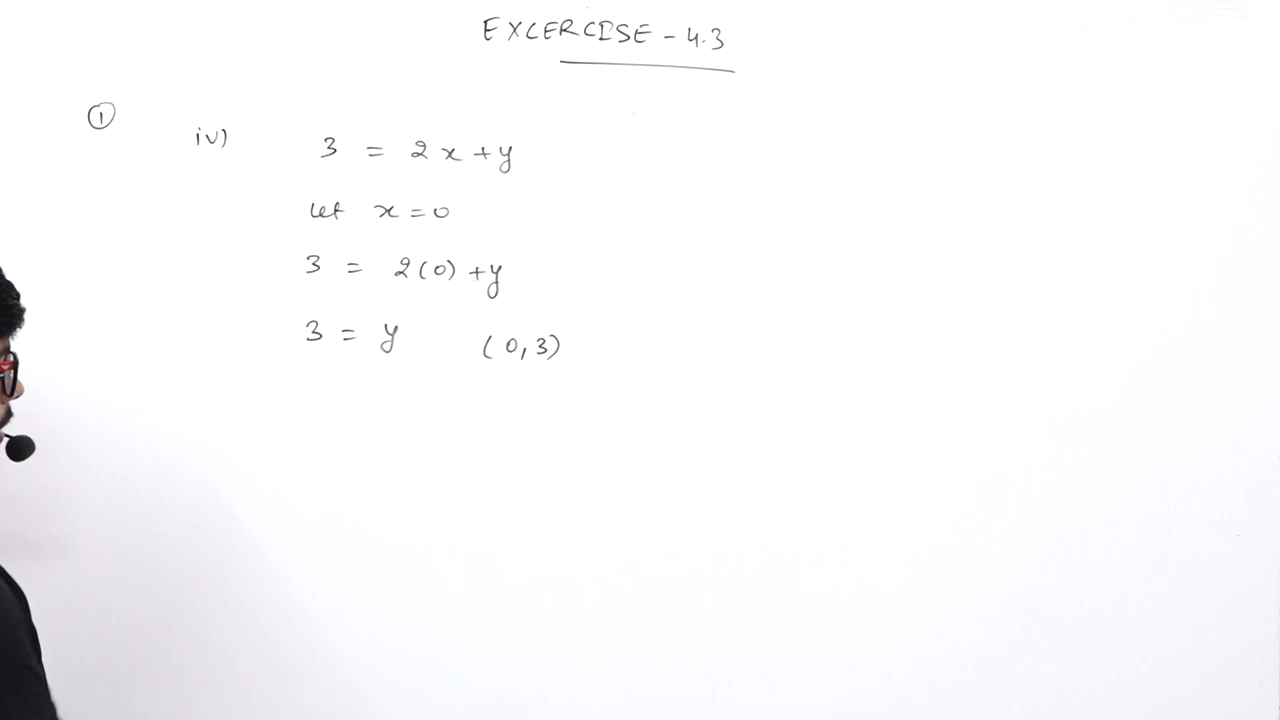 EXCERCISE - 4.3
①
iv) 3 = 2x + y
let x = 0
3 = 2(0) + y
3 = y (0, 3)